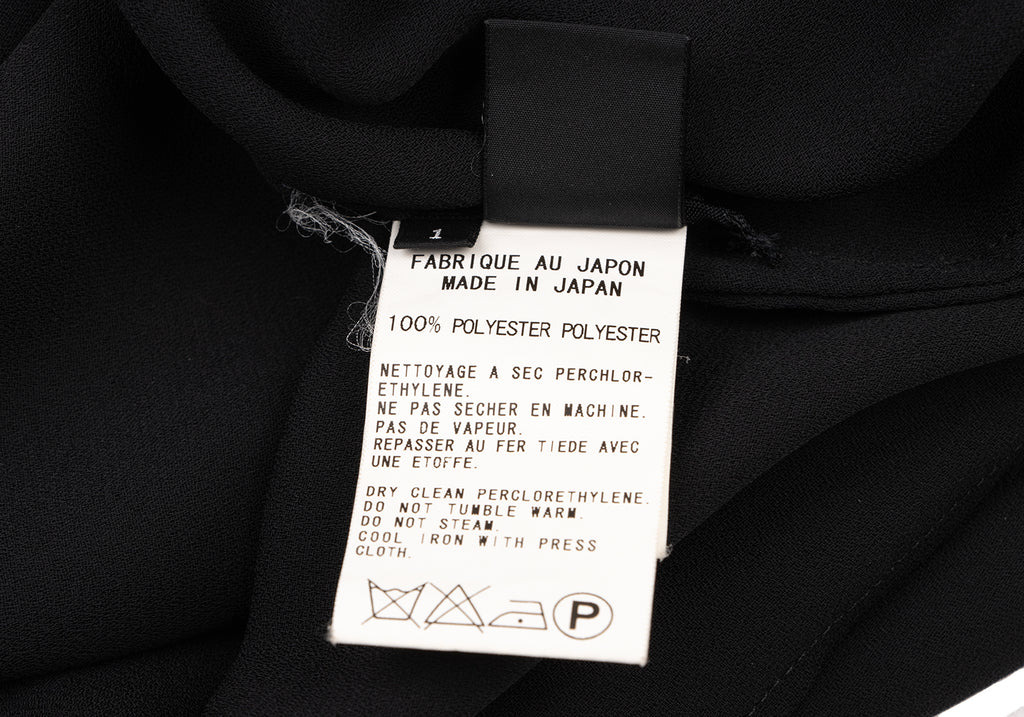 1
FABRIQUE AU JAPON
MADE IN JAPAN
100% POLYESTER POLYESTER
NETTOYAGE A SEC PERCHLOR-
ETHYLENE.
NE PAS SECHER EN MACHINE.
PAS DE VAPEUR.
REPASSER AU FER TIEDE AVEC
UNE ETOFFE.
DRY CLEAN PERCLORETHYLENE.
DO NOT TUMBLE WARM.
DO NOT STEAM.
COOL IRON WITH PRESS
CLOTH.
P